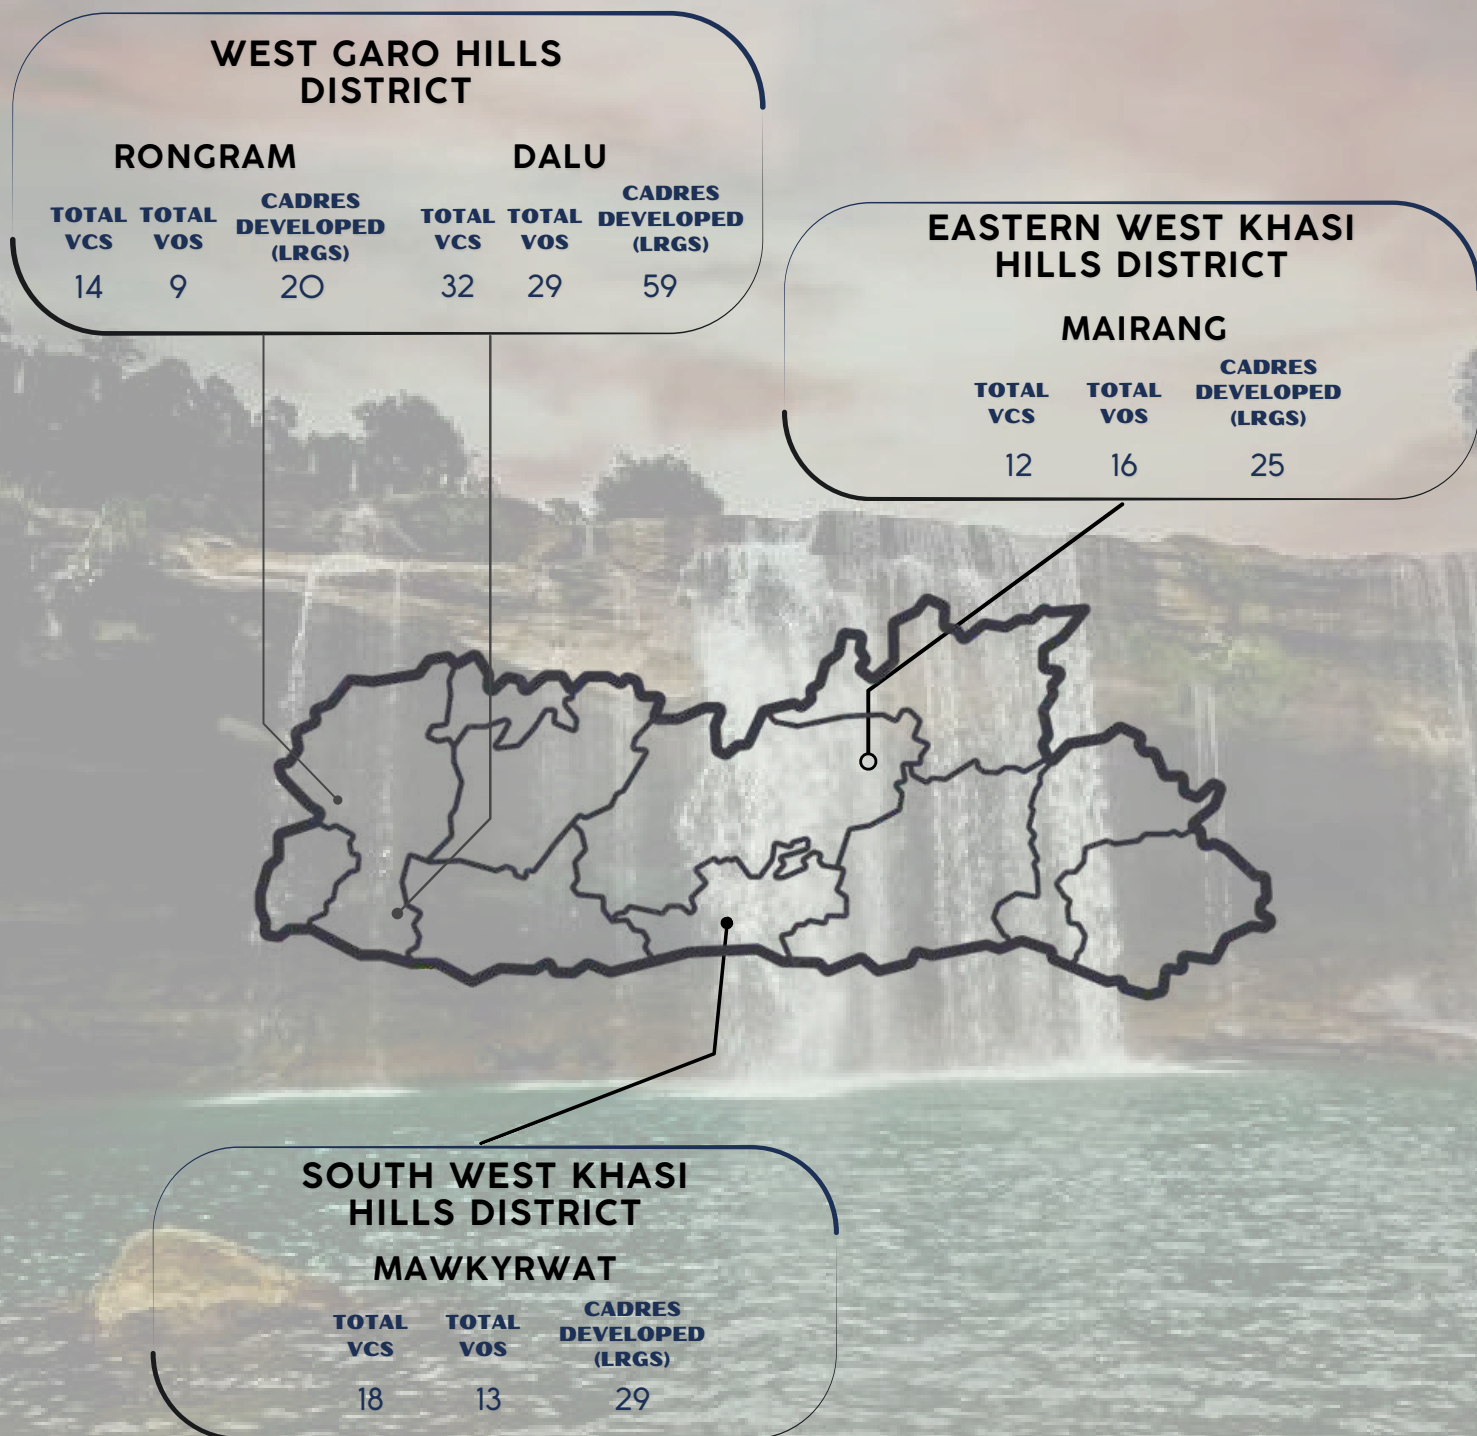 WEST GARO HILLS
DISTRICT
RONGRAM
TOTAL VCS
TOTAL VOS
CADRES DEVELOPED (LRGS)
14 9 20
DALU
TOTAL VCS
TOTAL VOS
CADRES DEVELOPED (LRGS)
32 29 59
EASTERN WEST KHASI
HILLS DISTRICT
MAIRANG
TOTAL VCS
TOTAL VOS
CADRES DEVELOPED (LRGS)
12 16 25
SOUTH WEST KHASI
HILLS DISTRICT
MAWKYRWAT
TOTAL VCS
TOTAL VOS
CADRES DEVELOPED (LRGS)
18 13 29